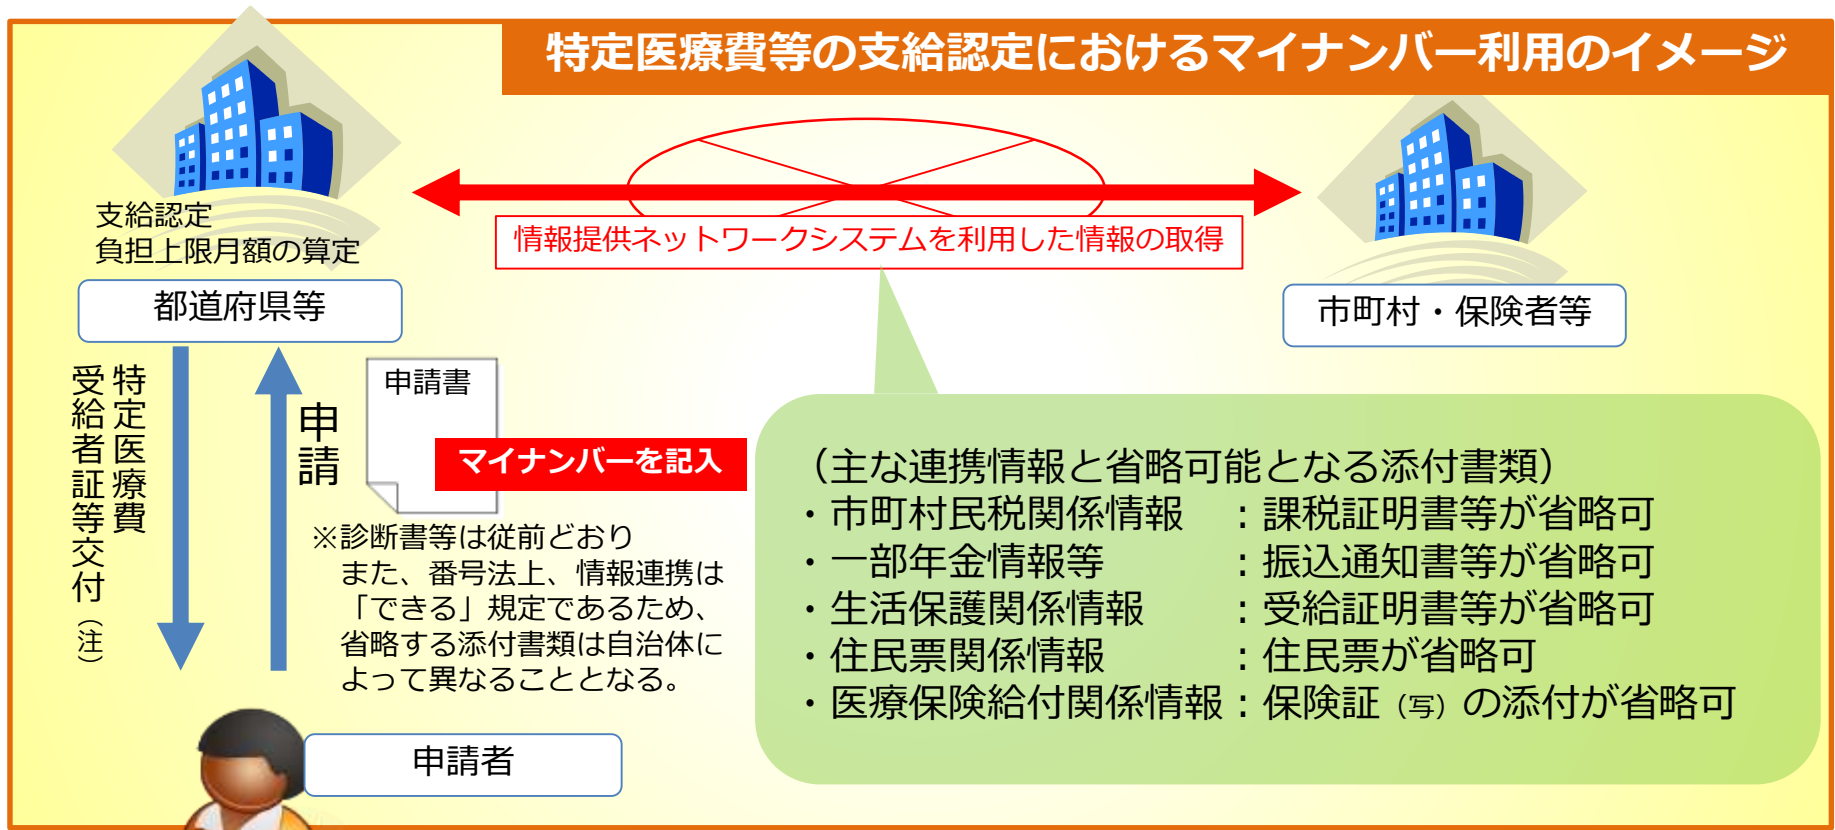 特定医療費等の支給認定におけるマイナンバー利用のイメージ
支給認定
負担上限月額の算定
都道府県等
情報提供ネットワークシステムを利用した情報の取得
市町村・保険者等
特定医療費
受給者証等交付（注）
申請
申請書
マイナンバーを記入
※診断書等は従前どおり
また、番号法上、情報連携は
「できる」規定であるため、
省略する添付書類は自治体に
よって異なることとなる。
（主な連携情報と省略可能となる添付書類）
・市町村民税関係情報　：課税証明書等が省略可
・一部年金情報等　　　：振込通知書等が省略可
・生活保護関係情報　　：受給証明書等が省略可
・住民票関係情報　　　：住民票が省略可
・医療保険給付関係情報：保険証（写）の添付が省略可
申請者